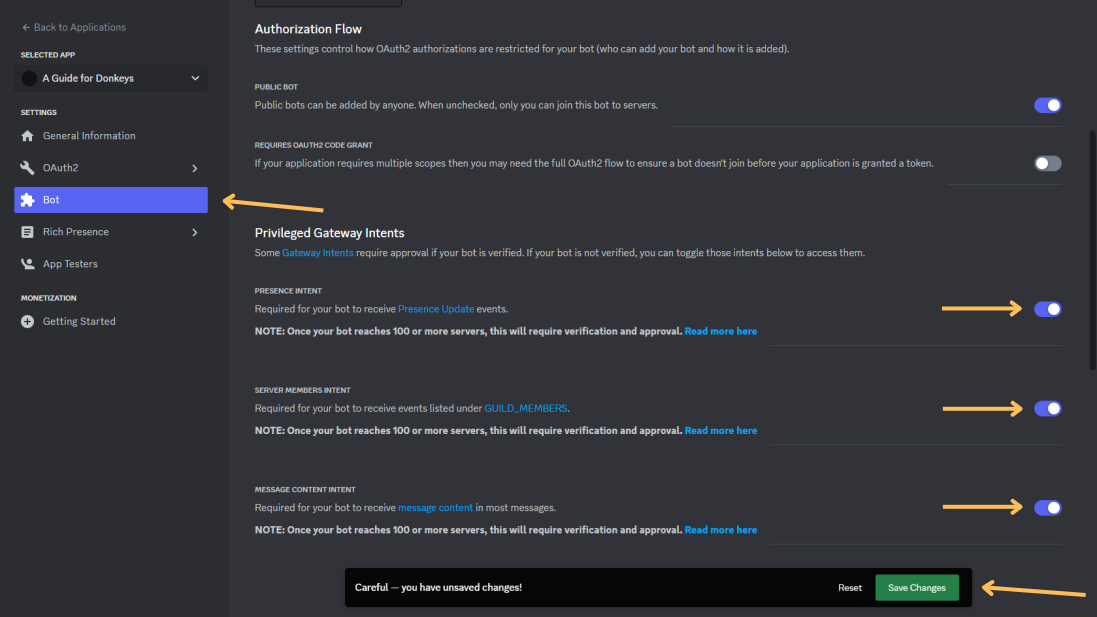 Back to Applications
SELECTED APP
A Guide for Donkeys
SETTINGS
General Information
OAuth2
Bot
Rich Presence
App Testers
MONETIZATION
Getting Started
Authorization Flow
These settings control how OAuth2 authorizations are restricted for your bot (who can add your bot and how it is added).
PUBLIC BOT
Public bots can be added by anyone. When unchecked, only you can join this bot to servers.
REQUIRES OAUTH2 CODE GRANT
If your application requires multiple scopes then you may need the full OAuth2 flow to ensure a bot doesn't join before your application is granted a token.
Privileged Gateway Intents
Some Gateway Intents require approval if your bot is verified. If your bot is not verified, you can toggle those intents below to access them.
PRESENCE INTENT
Required for your bot to receive Presence Update events.
NOTE: Once your bot reaches 100 or more servers, this will require verification and approval. Read more here
SERVER MEMBERS INTENT
Required for your bot to receive events listed under GUILD_MEMBERS.
NOTE: Once your bot reaches 100 or more servers, this will require verification and approval. Read more here
MESSAGE CONTENT INTENT
Required for your bot to receive message content in most messages.
NOTE: Once your bot reaches 100 or more servers, this will require verification and approval. Read more here
Careful — you have unsaved changes!
Reset
Save Changes